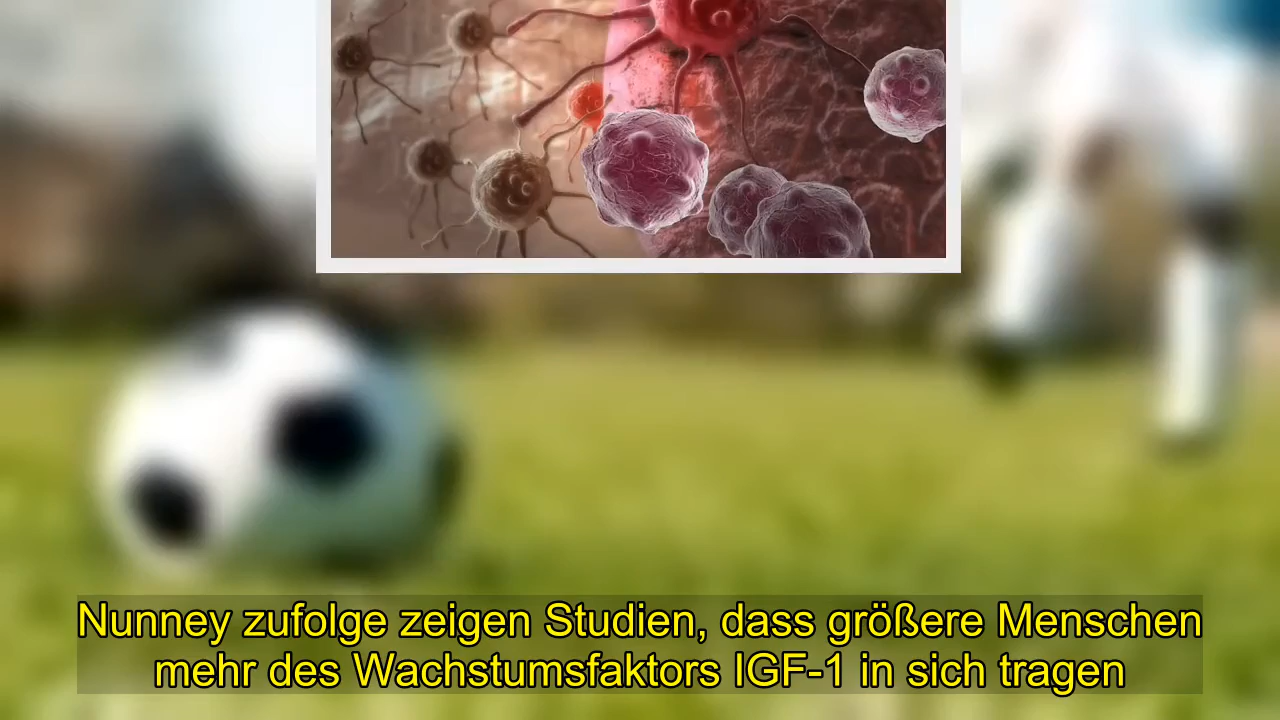 Nunney zufolge zeigen Studien, dass größere Menschen
mehr des Wachstumsfaktors IGF-1 in sich tragen